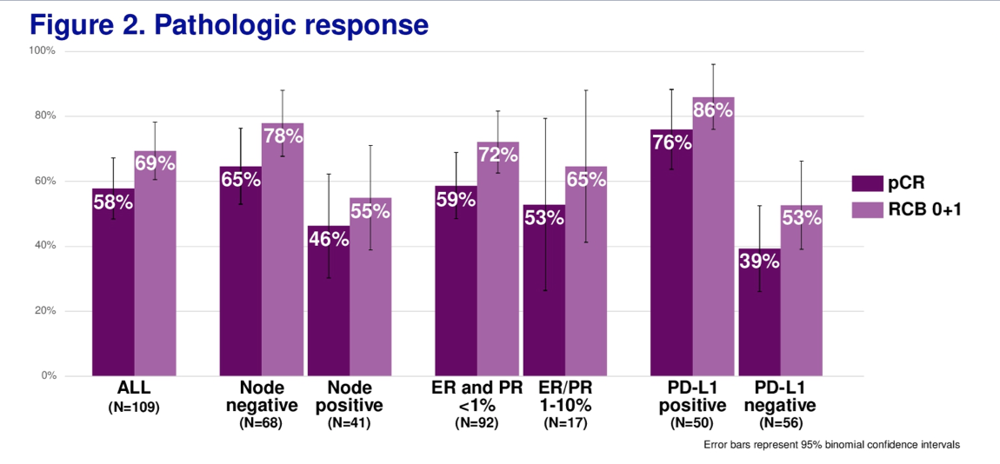 Figure 2. Pathologic response
100%
80%
60%
40%
20%
0%
58%
69%
65%
78%
46%
55%
59%
72%
53%
65%
76%
86%
39%
53%
pCR
RCB 0+1
ALL
(N=109)
Node
negative
(N=68)
Node
positive
(N=41)
ER and PR
<1%
(N=92)
ER/PR
1-10%
(N=17)
PD-L1
positive
(N=50)
PD-L1
negative
(N=56)
Error bars represent 95% binomial confidence intervals